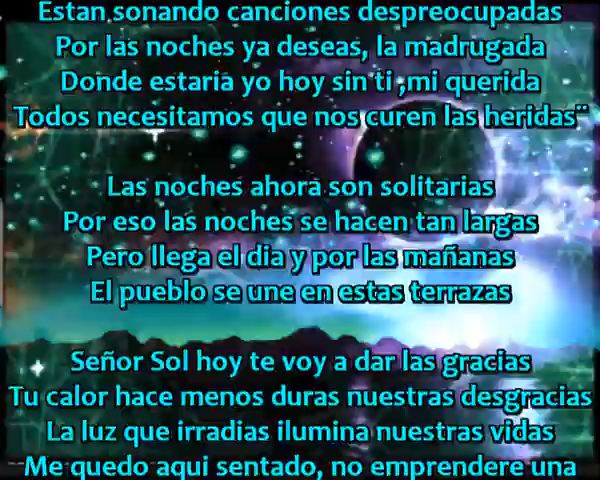 Estan sonando canciones despreocupadas
Por las noches ya deseas, la madrugada
Donde estaria yo hoy sin ti ,mi querida
Todos necesitamos que nos curen las heridas¨
Las noches ahora son solitarias
Por eso las noches se hacen tan largas
Pero llega el dia y por las mañanas
El pueblo se une en estas terrazas
Señor Sol hoy te voy a dar las gracias
Tu calor hace menos duras nuestras desgracias
La luz que irradias ilumina nuestras vidas
Me quedo aqui sentado, no emprendere una